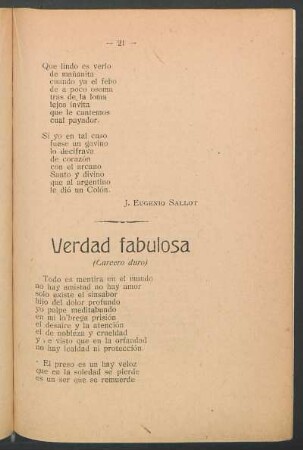 — 21 —
Que lindo es verlo
de mañanita
cuando ya el febo
de a poco asoma
tras de la loma
lejos invita
que le cantemos
cual payador.
Si yo en tal caso
fuese un gavino
lo decifrava
de corazón
con el arcano
Santo y divino
que al argentino
le dió un Colón.
J. EUGENIO SALLOT
Verdad fabulosa
(Carcero duro)
Todo es mentira en el mundo
no hay amistad no hay amor
solo existe el sinsabor
hijo del dolor profundo
yo palpe meditabundo
en mi lo'brega prisión
el desaire y la atención
el de nobleza y crueldad
y he visto que en la orfandad
no hay lealdad ni protección
El preso es un hay veloz
que en la soledad se pierde
es un ser que se remuerde